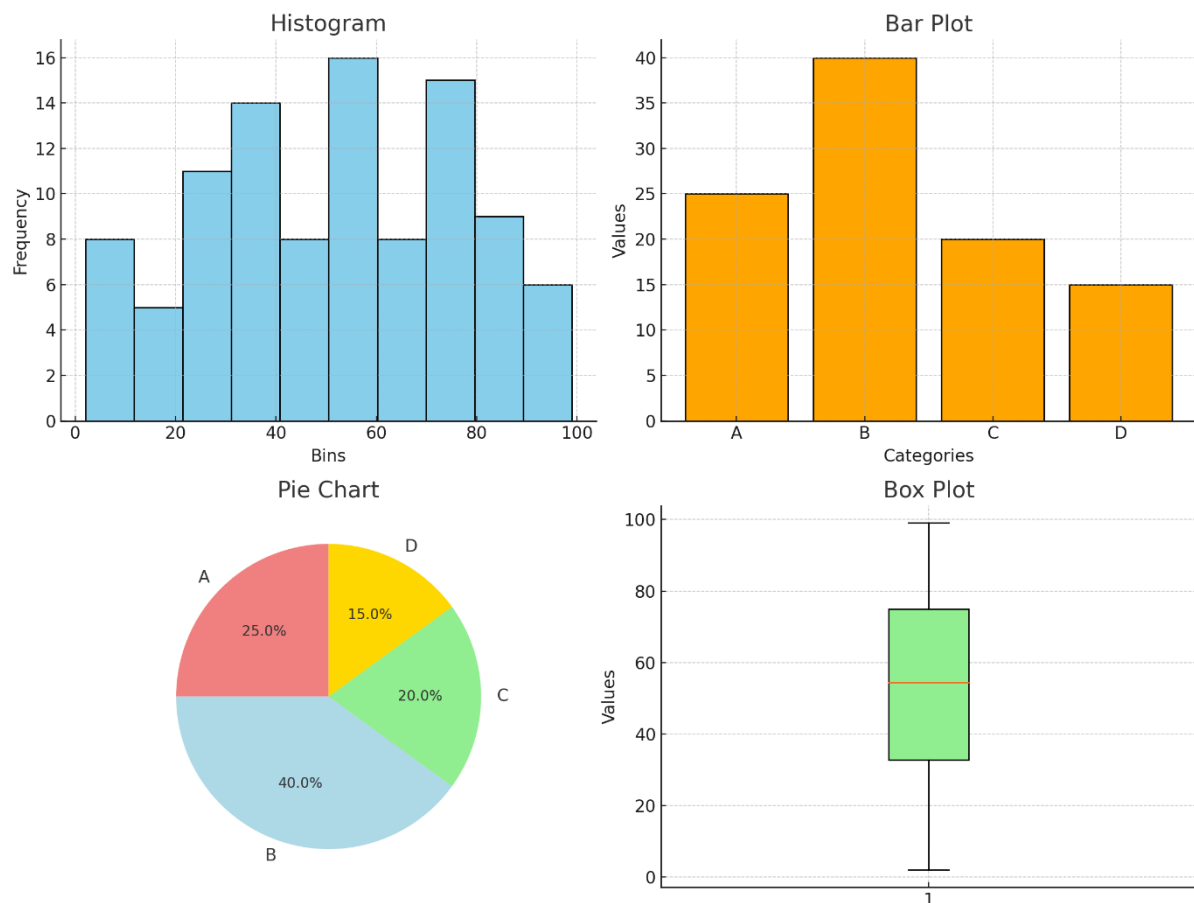 Histogram
Frequency
16
14
12
10
8
6
4
2
0
0 20 40 60 80 100
Bins
Bar Plot
Values
40
35
30
25
20
15
10
5
0
A B C D
Categories
Pie Chart
D
A
15.0%
25.0%
20.0%
C
40.0%
B
Box Plot
Values
100
80
60
40
20
0
1